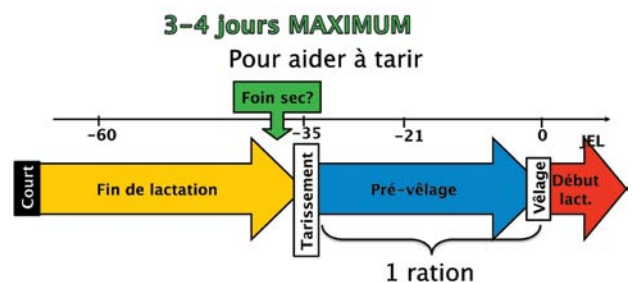 3-4 jours MAXIMUM
Pour aider à tarir
Foin sec?
-60
-35
-21
0
JEL
Court
Fin de lactation
Tarissement
Pré-vêlage
Vêlage
Début
lact.
1 ration